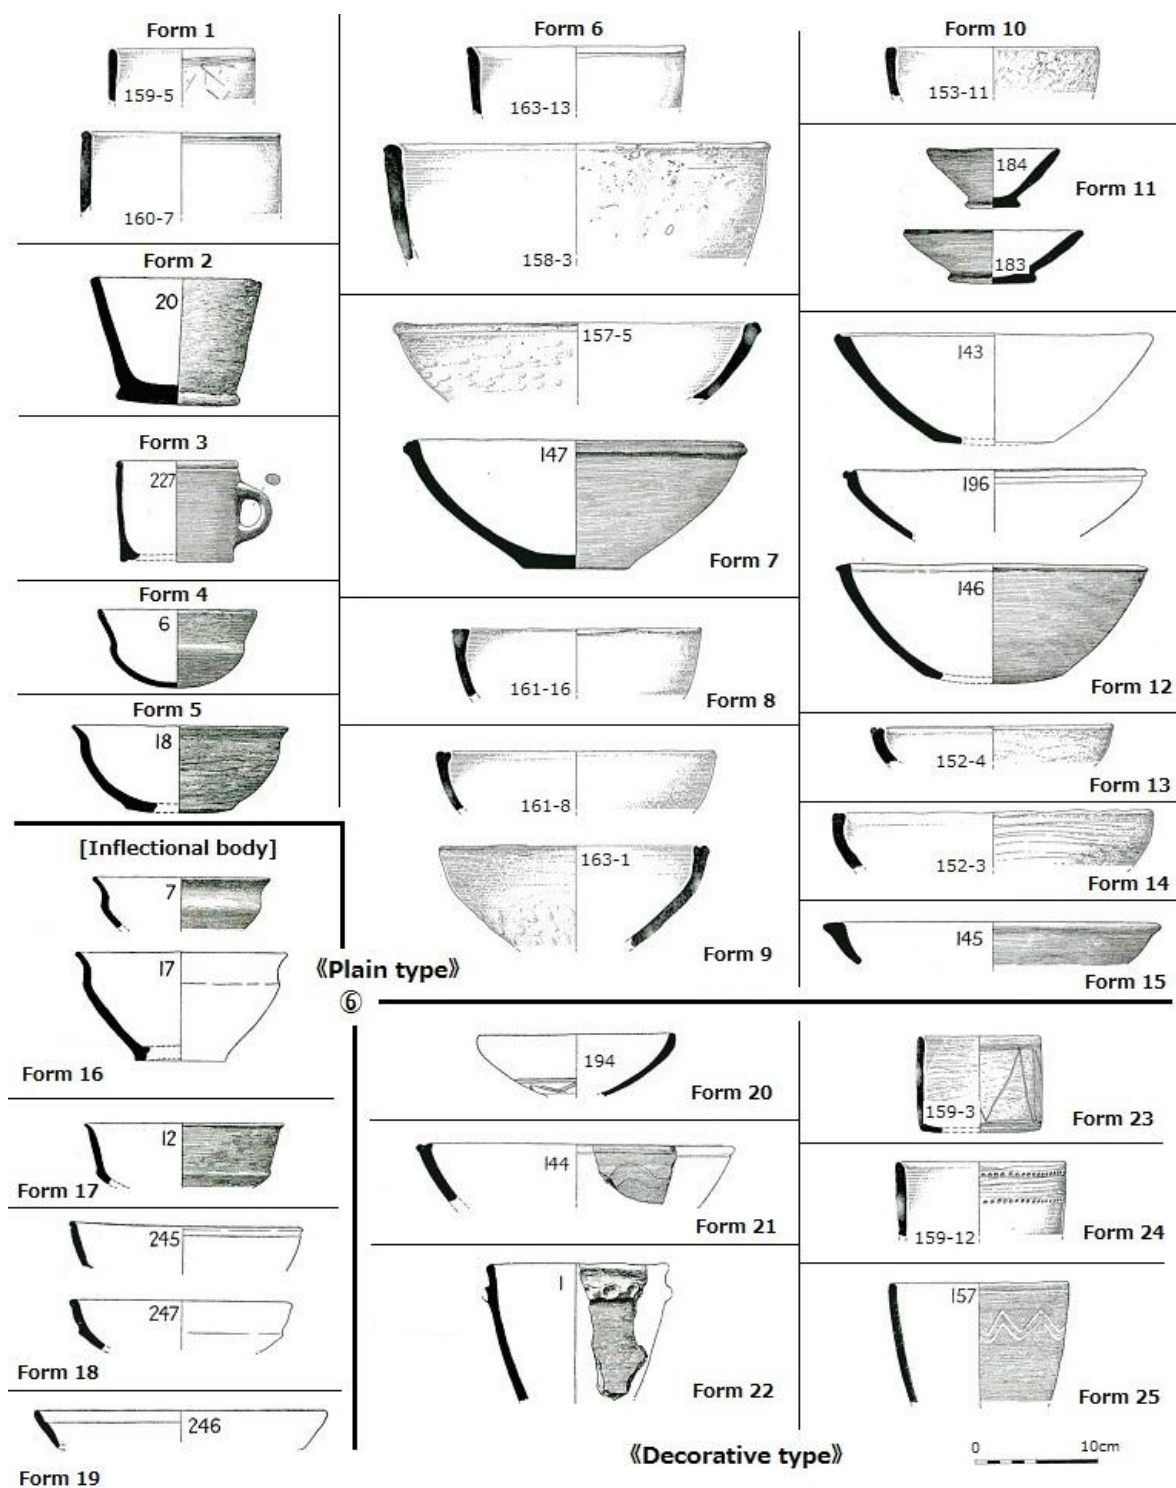 Form 1
159-5
160-7
Form 2
20
Form 3
227
Form 4
6
Form 5
18
Form 6
163-13
158-3
157-5
147
Form 7
161-16
Form 8
161-8
163-1
Form 9
Form 10
153-11
184
Form 11
183
143
196
146
Form 12
152-4
Form 13
152-3
Form 14
145
Form 15
[Inflectional body]
7
17
Form 16
12
Form 17
245
247
Form 18
246
Form 19
《Plain type》
⑥
194
Form 20
144
Form 21
1
Form 22
159-3
Form 23
159-12
Form 24
157
Form 25
《Decorative type》
0 10cm